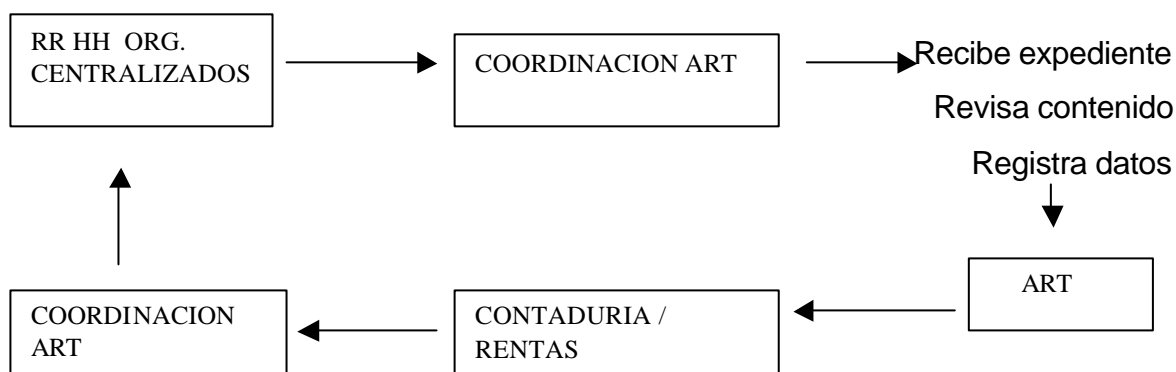 RR HH ORG.
CENTRALIZADOS
COORDINACION ART
Recibe expediente
Revisa contenido
Registra datos
ART
CONTADURIA /
RENTAS
COORDINACION
ART